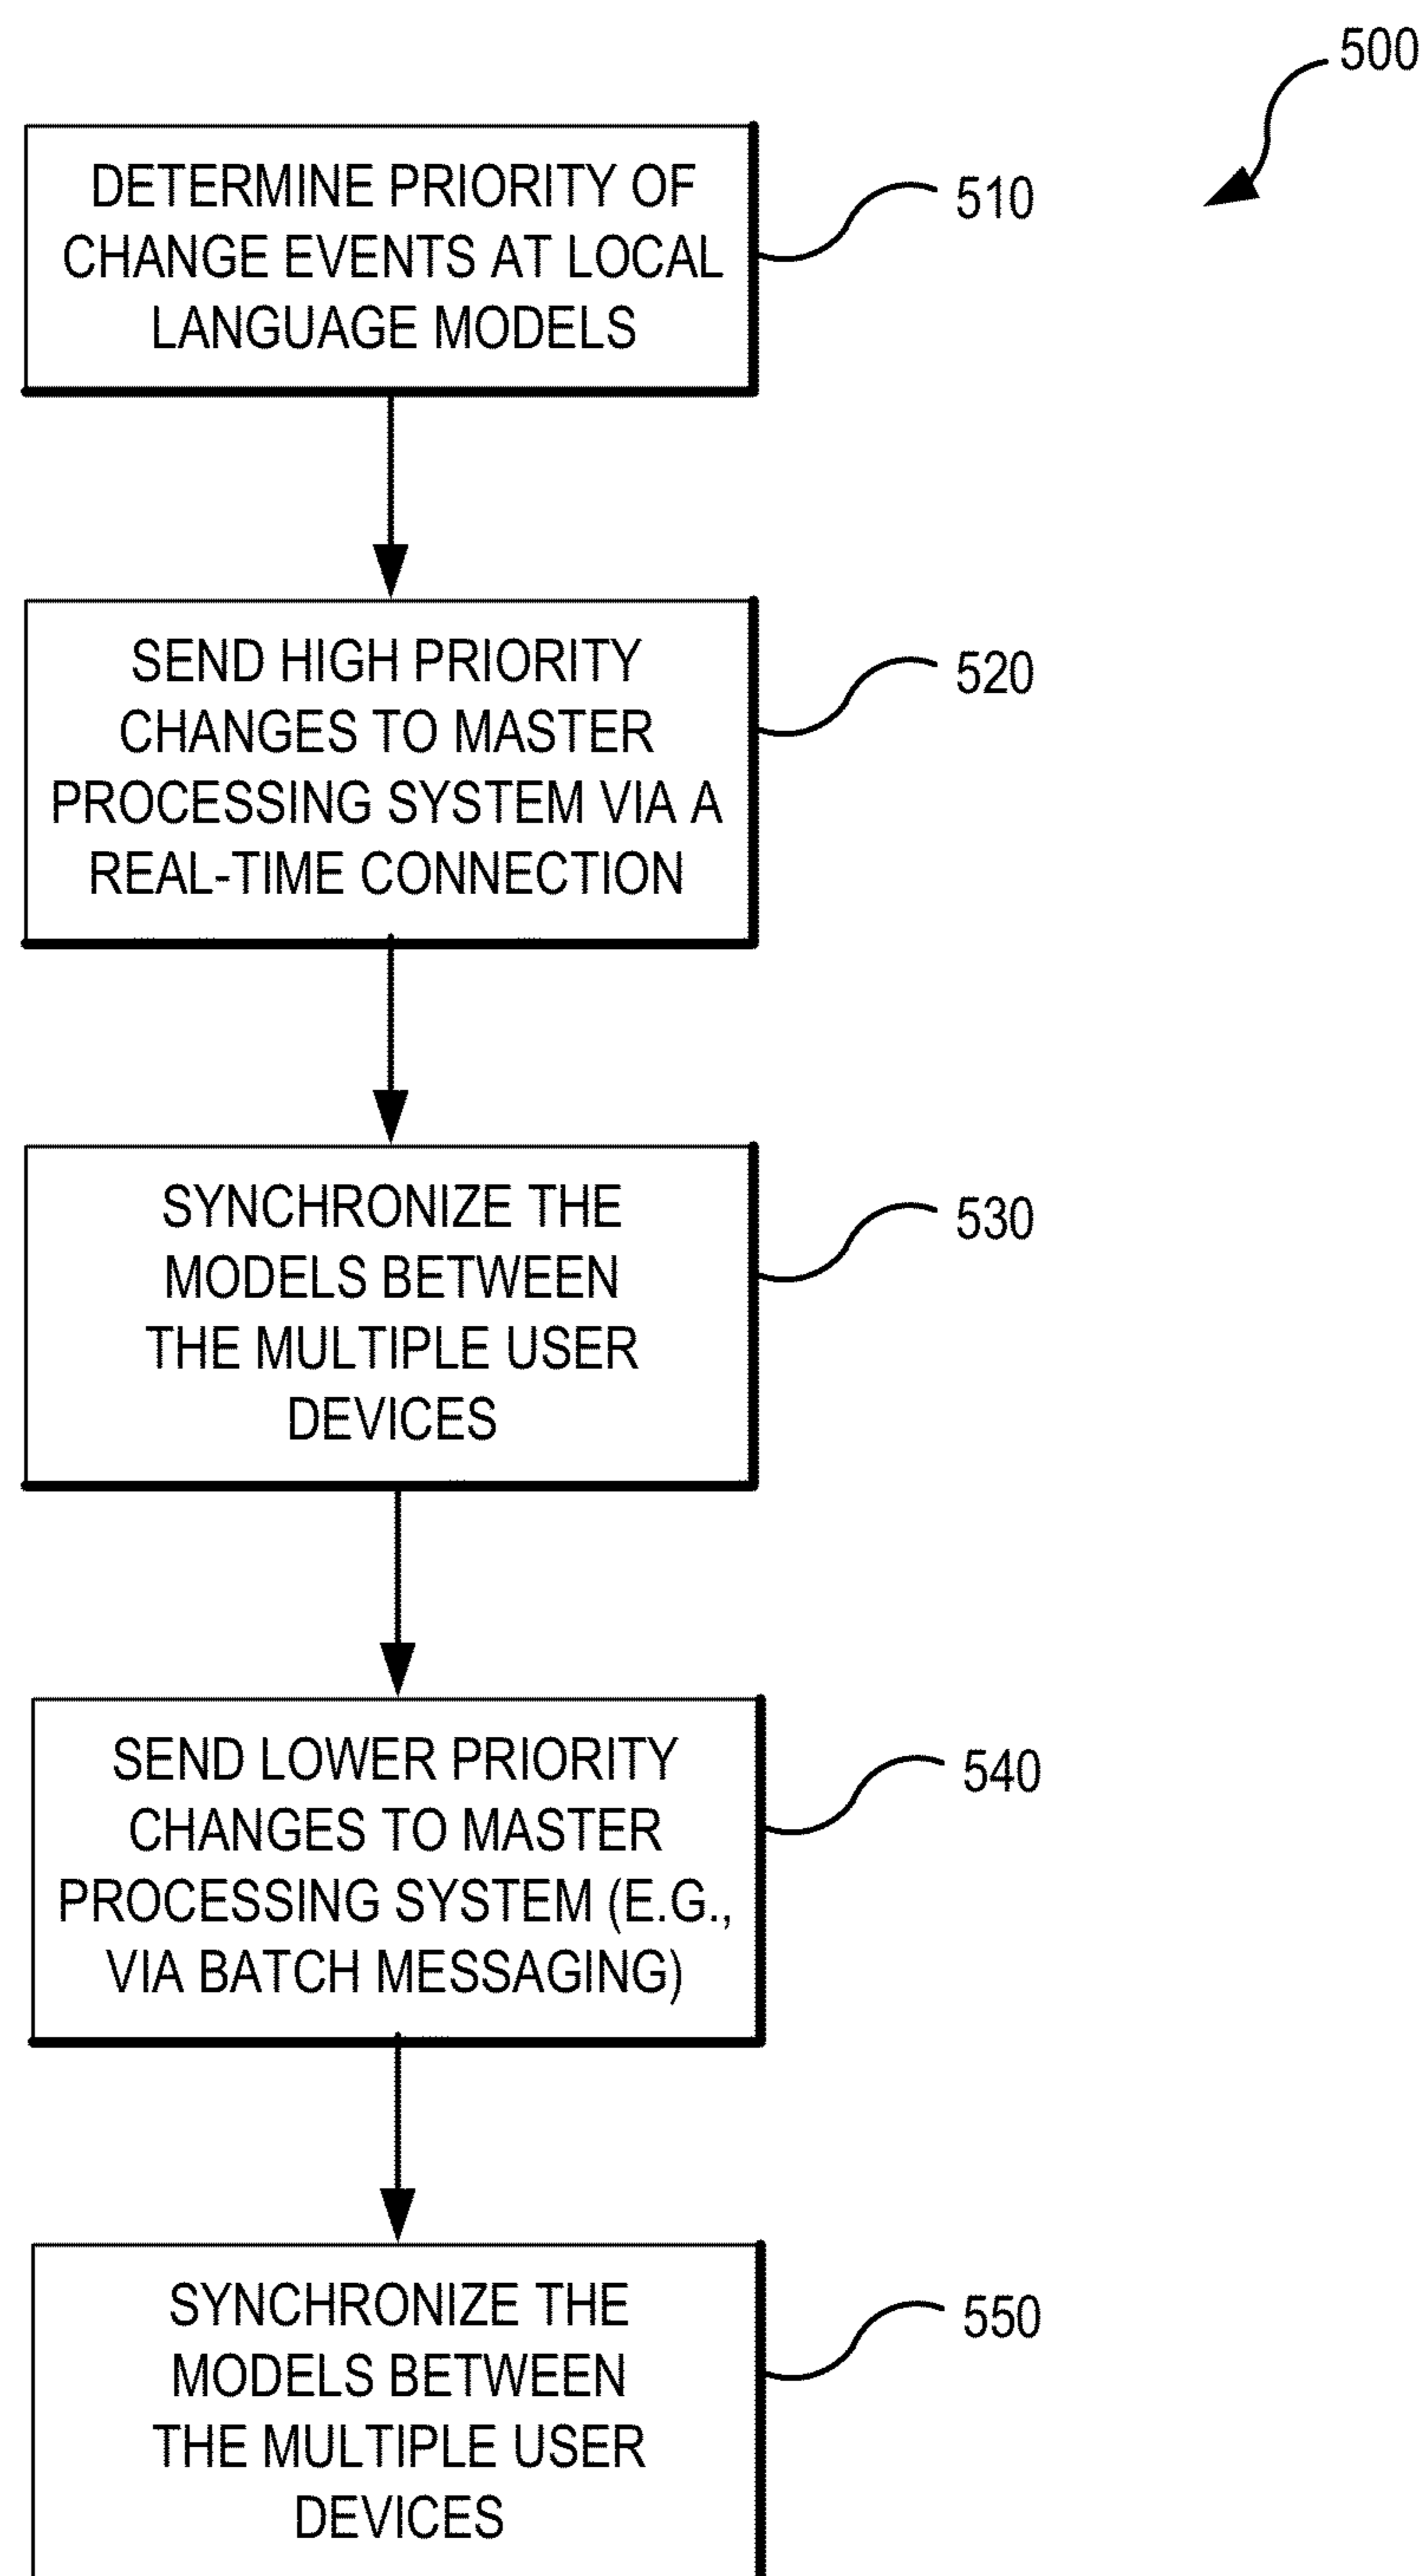 500
DETERMINE PRIORITY OF
CHANGE EVENTS AT LOCAL
LANGUAGE MODELS
510
SEND HIGH PRIORITY
CHANGES TO MASTER
PROCESSING SYSTEM VIA A
REAL-TIME CONNECTION
520
SYNCHRONIZE THE
MODELS BETWEEN
THE MULTIPLE USER
DEVICES
530
SEND LOWER PRIORITY
CHANGES TO MASTER
PROCESSING SYSTEM (E.G.,
VIA BATCH MESSAGING)
540
SYNCHRONIZE THE
MODELS BETWEEN
THE MULTIPLE USER
DEVICES
550